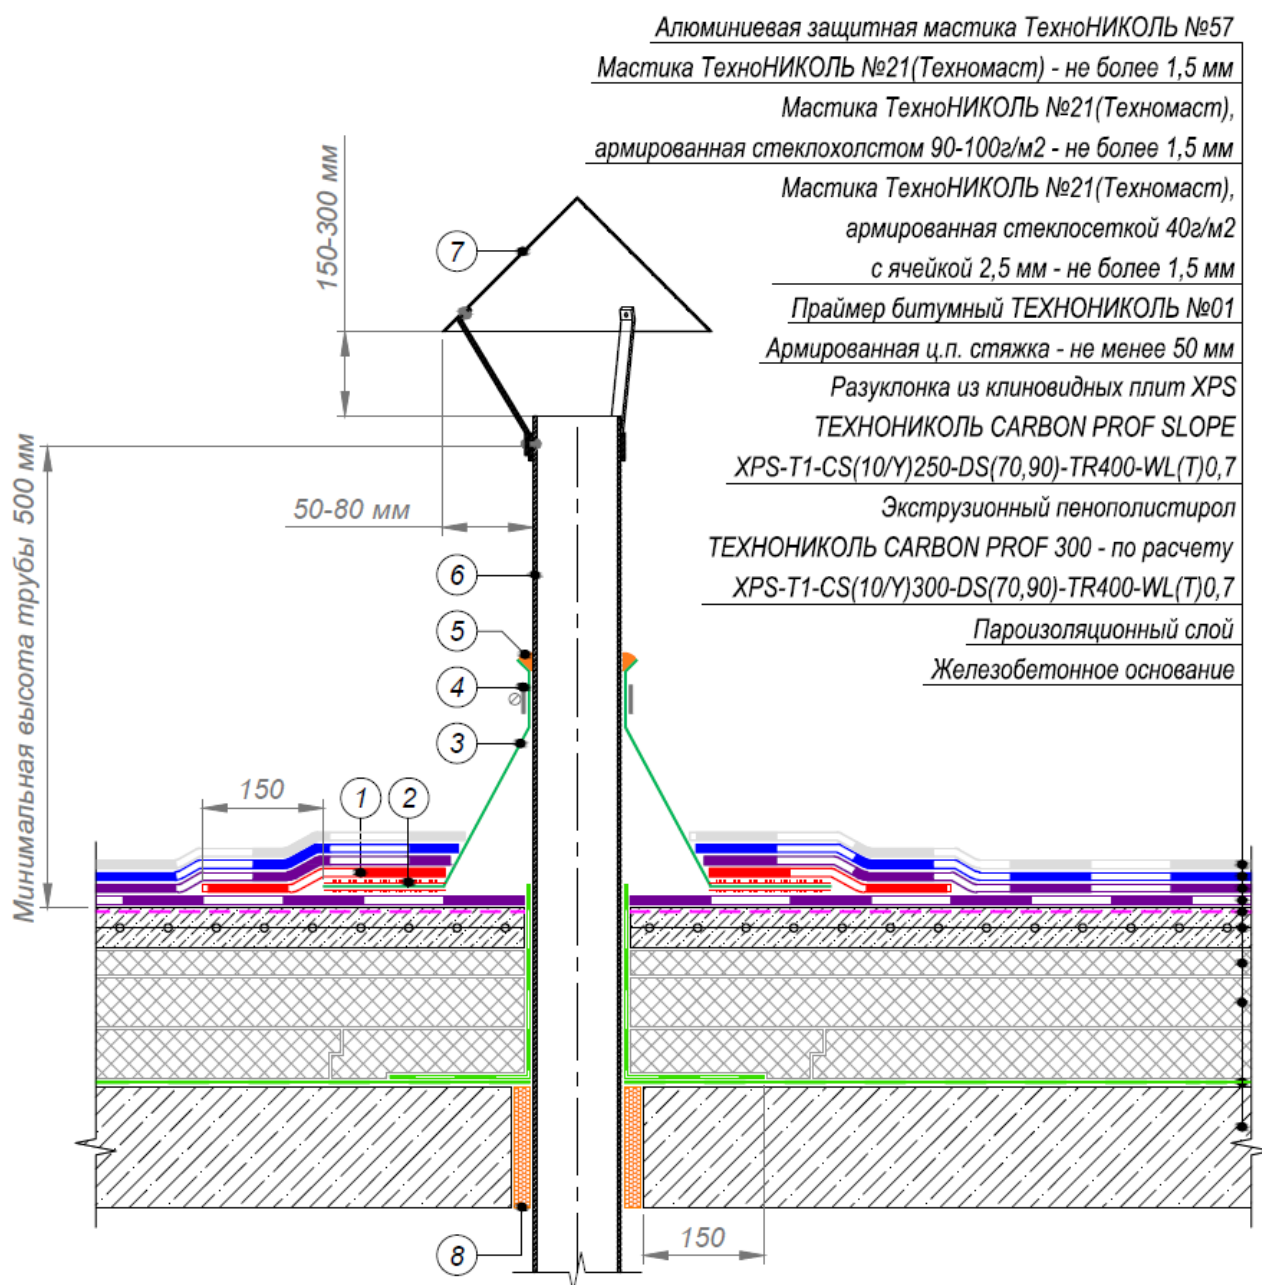 Алюминиевая защитная мастика ТехноНИКОЛЬ №57
Мастика ТехноНИКОЛЬ №21(Техномаст) - не более 1,5 мм
Мастика ТехноНИКОЛЬ №21(Техномаст),
армированная стеклохолстом 90-100г/м2 - не более 1,5 мм
Мастика ТехноНИКОЛЬ №21(Техномаст),
армированная стеклосеткой 40г/м2
с ячейкой 2,5 мм - не более 1,5 мм
Праймер битумный ТЕХНОНИКОЛЬ №01
Армированная ц.п. стяжка - не менее 50 мм
Разуклонка из клиновидных плит XPS
ТЕХНОНИКОЛЬ CARBON PROF SLOPE
XPS-T1-CS(10/Y)250-DS(70,90)-TR400-WL(T)0,7
Экструзионный пенополистирол
ТЕХНОНИКОЛЬ CARBON PROF 300 - по расчету
XPS-T1-CS(10/Y)300-DS(70,90)-TR400-WL(T)0,7
Пароизоляционный слой
Железобетонное основание
150-300 мм
7
Минимальная высота трубы 500 мм
50-80 мм
6
5
4
3
150
1
2
8
150